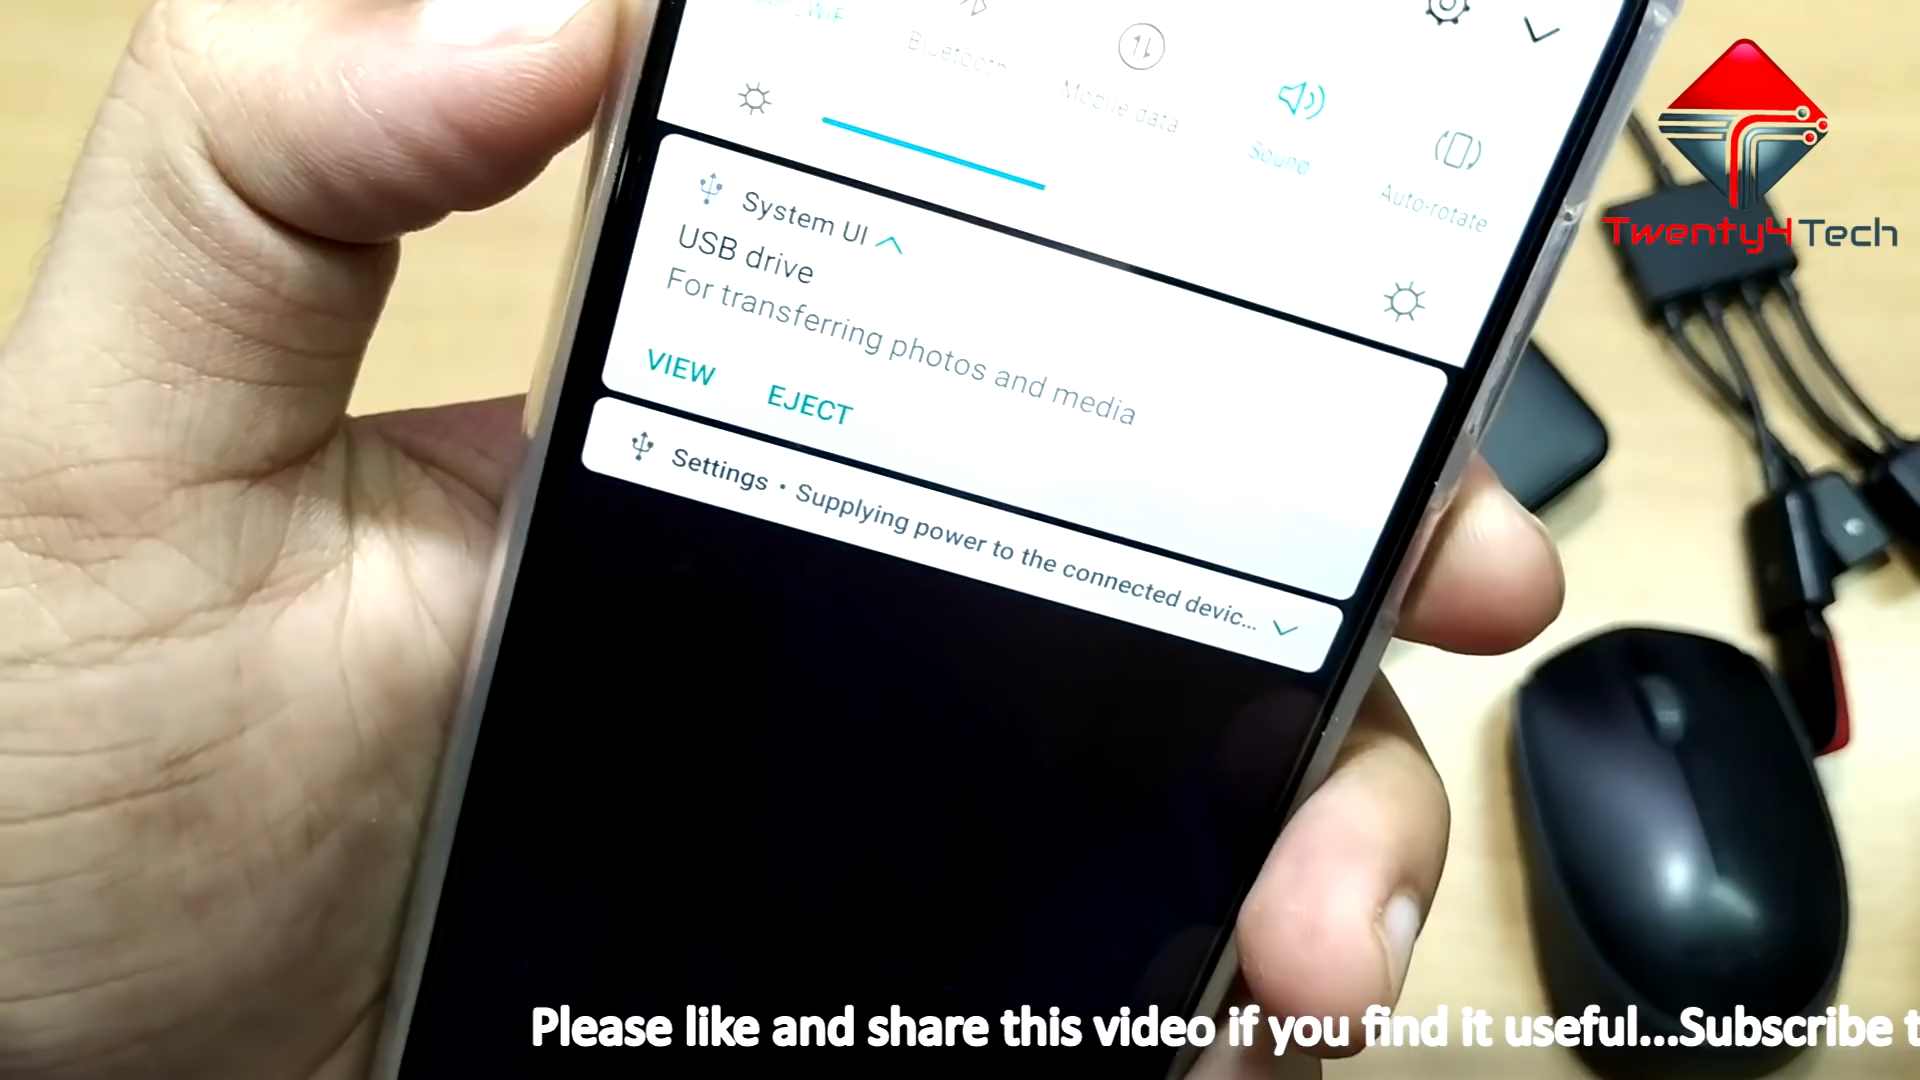 Bluetooth
Mobile data
Sound
Auto-rotate
System UI
USB drive
For transferring photos and media
VIEW EJECT
Settings • Supplying power to the connected devic...
Twenty4Tech
Please like and share this video if you find it useful...Subscribe t